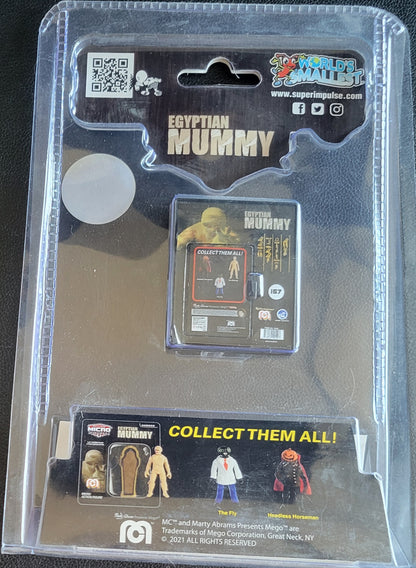 WORLD'S
SMALLEST
www.superimpulse.com
EGYPTIAN
MUMMY
EGYPTIAN
MUMMY
COLLECT THEM ALL!
167
MICRO
EGYPTIAN
MUMMY
COLLECT THEM ALL!
The Fly
Headless Horseman
MC™ and Marty Abrams Presents Mego™ are
Trademarks of Mego Corporation, Great Neck, NY
© 2021 ALL RIGHTS RESERVED